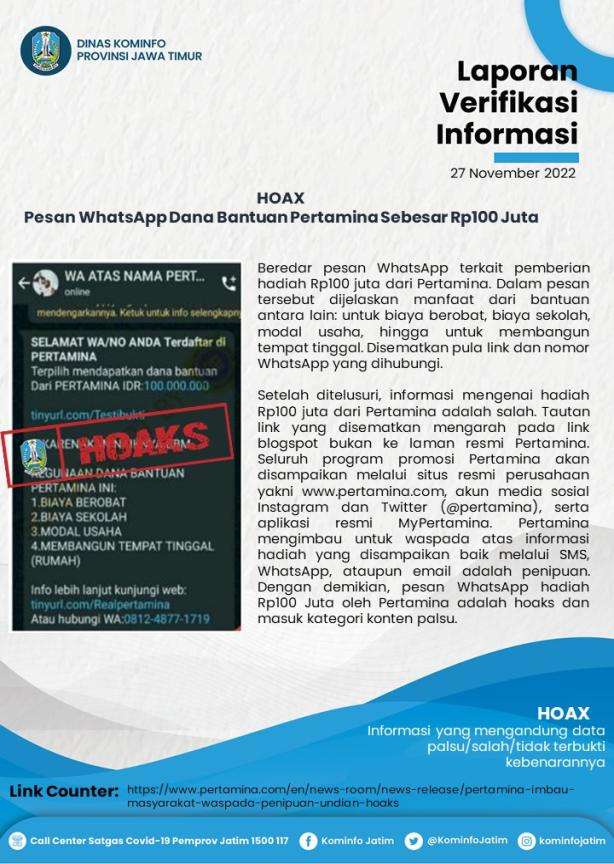 DINAS KOMINFO
PROVINSI JAWA TIMUR
Laporan
Verifikasi
Informasi
27 November 2022
HOAX
Pesan WhatsApp Dana Bantuan Pertamina Sebesar Rp100 Juta
WA ATAS NAMA PERT...
online
mendengarkannya. Ketuk untuk info selengkapny
SELAMAT WA/NO ANDA Terdaftar di
PERTAMINA
Terpilih mendapatkan dana bantuan
Dari PERTAMINA IDR:100.000.000
tinyurl.com/Testibukti
KARENA
HOAKS
KEGUNAAN DANA BANTUAN
PERTAMINA INI:
1.BIAYA BEROBAT
2.BIAYA SEKOLAH
3.MODAL USAHA
4.MEMBANGUN TEMPAT TINGGAL
(RUMAH)
Info lebih lanjut kunjungi web:
tinyurl.com/Realpertamina
Atau hubungi WA:0812-4877-1719
Beredar pesan WhatsApp terkait pemberian
hadiah Rp100 juta dari Pertamina. Dalam pesan
tersebut dijelaskan manfaat dari bantuan
antara lain: untuk biaya berobat, biaya sekolah,
modal usaha, hingga untuk membangun
tempat tinggal. Disematkan pula link dan nomor
WhatsApp yang dihubungi.
Setelah ditelusuri, informasi mengenai hadiah
Rp100 juta dari Pertamina adalah salah. Tautan
link yang disematkan mengarah pada link
blogspot bukan ke laman resmi Pertamina.
Seluruh program promosi Pertamina akan
disampaikan melalui situs resmi perusahaan
yakni www.pertamina.com, akun media sosial
Instagram dan Twitter (@pertamina), serta
aplikasi resmi MyPertamina. Pertamina
mengimbau untuk waspada atas informasi
hadiah yang disampaikan baik melalui SMS,
WhatsApp, ataupun email adalah penipuan.
Dengan demikian, pesan WhatsApp hadiah
Rp100 Juta oleh Pertamina adalah hoaks dan
masuk kategori konten palsu.
HOAX
Informasi yang mengandung data
palsu/salah/tidak terbukti
kebenarannya
Link Counter: https://www.pertamina.com/en/news-room/news-release/pertamina-imbau-
masyarakat-waspada-penipuan-undian-hoaks
Call Center Satgas Covid-19 Pemprov Jatim 1500 117 Kominfo Jatim @KominfoJatim kominfojatim